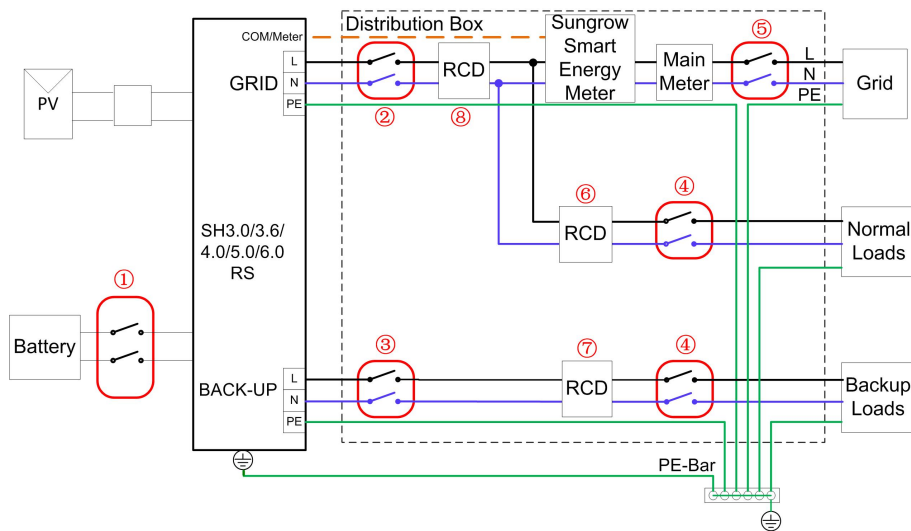 Distribution Box
Sungrow
Smart
Energy
Meter
⑤
COM/Meter
L
N
PE
GRID
RCD
Main
Meter
L
N
PE
Grid
PV
②
⑧
⑥
④
RCD
Normal
Loads
SH3.0/3.6/
4.0/5.0/6.0
RS
①
Battery
③
⑦
④
BACK-UP
L
N
PE
RCD
Backup
Loads
PE-Bar